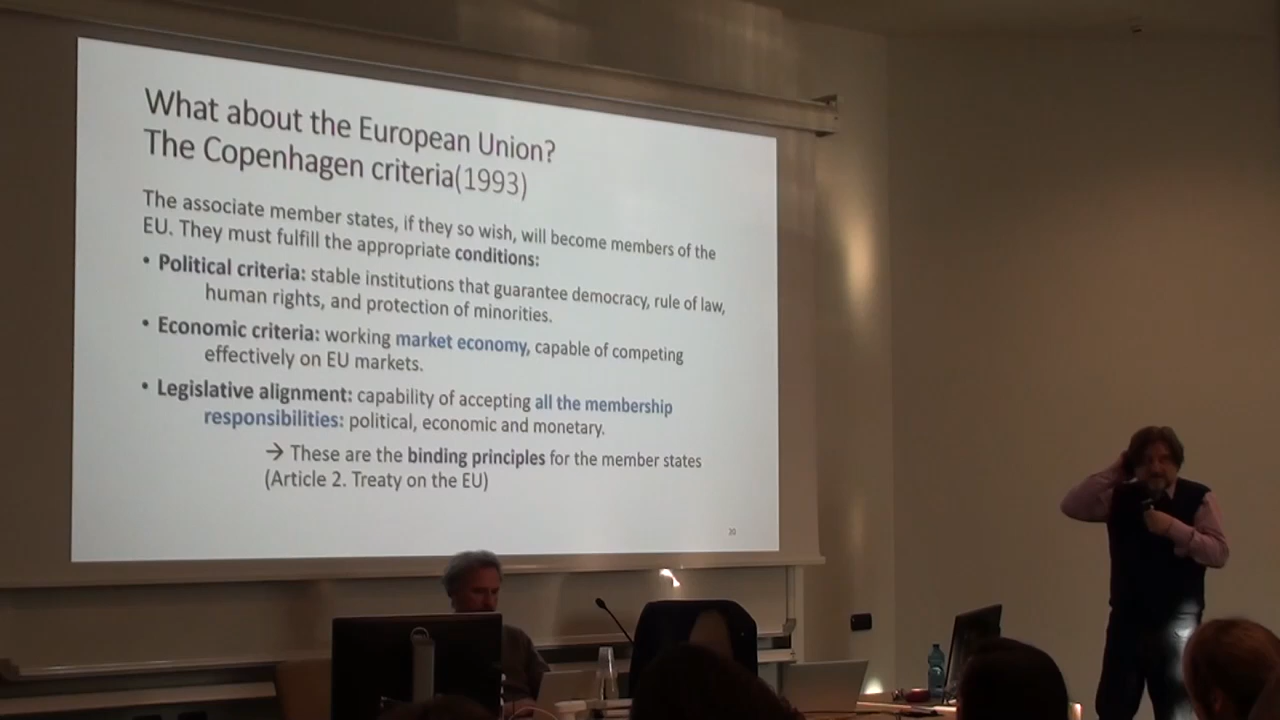 What about the European Union?
The Copenhagen criteria(1993)
The associate member states, if they so wish, will become members of the
EU. They must fulfill the appropriate conditions:
• Political criteria: stable institutions that guarantee democracy, rule of law,
human rights, and protection of minorities.
• Economic criteria: working market economy, capable of competing
effectively on EU markets.
• Legislative alignment: capability of accepting all the membership
responsibilities: political, economic and monetary.
→ These are the binding principles for the member states
(Article 2. Treaty on the EU)
20